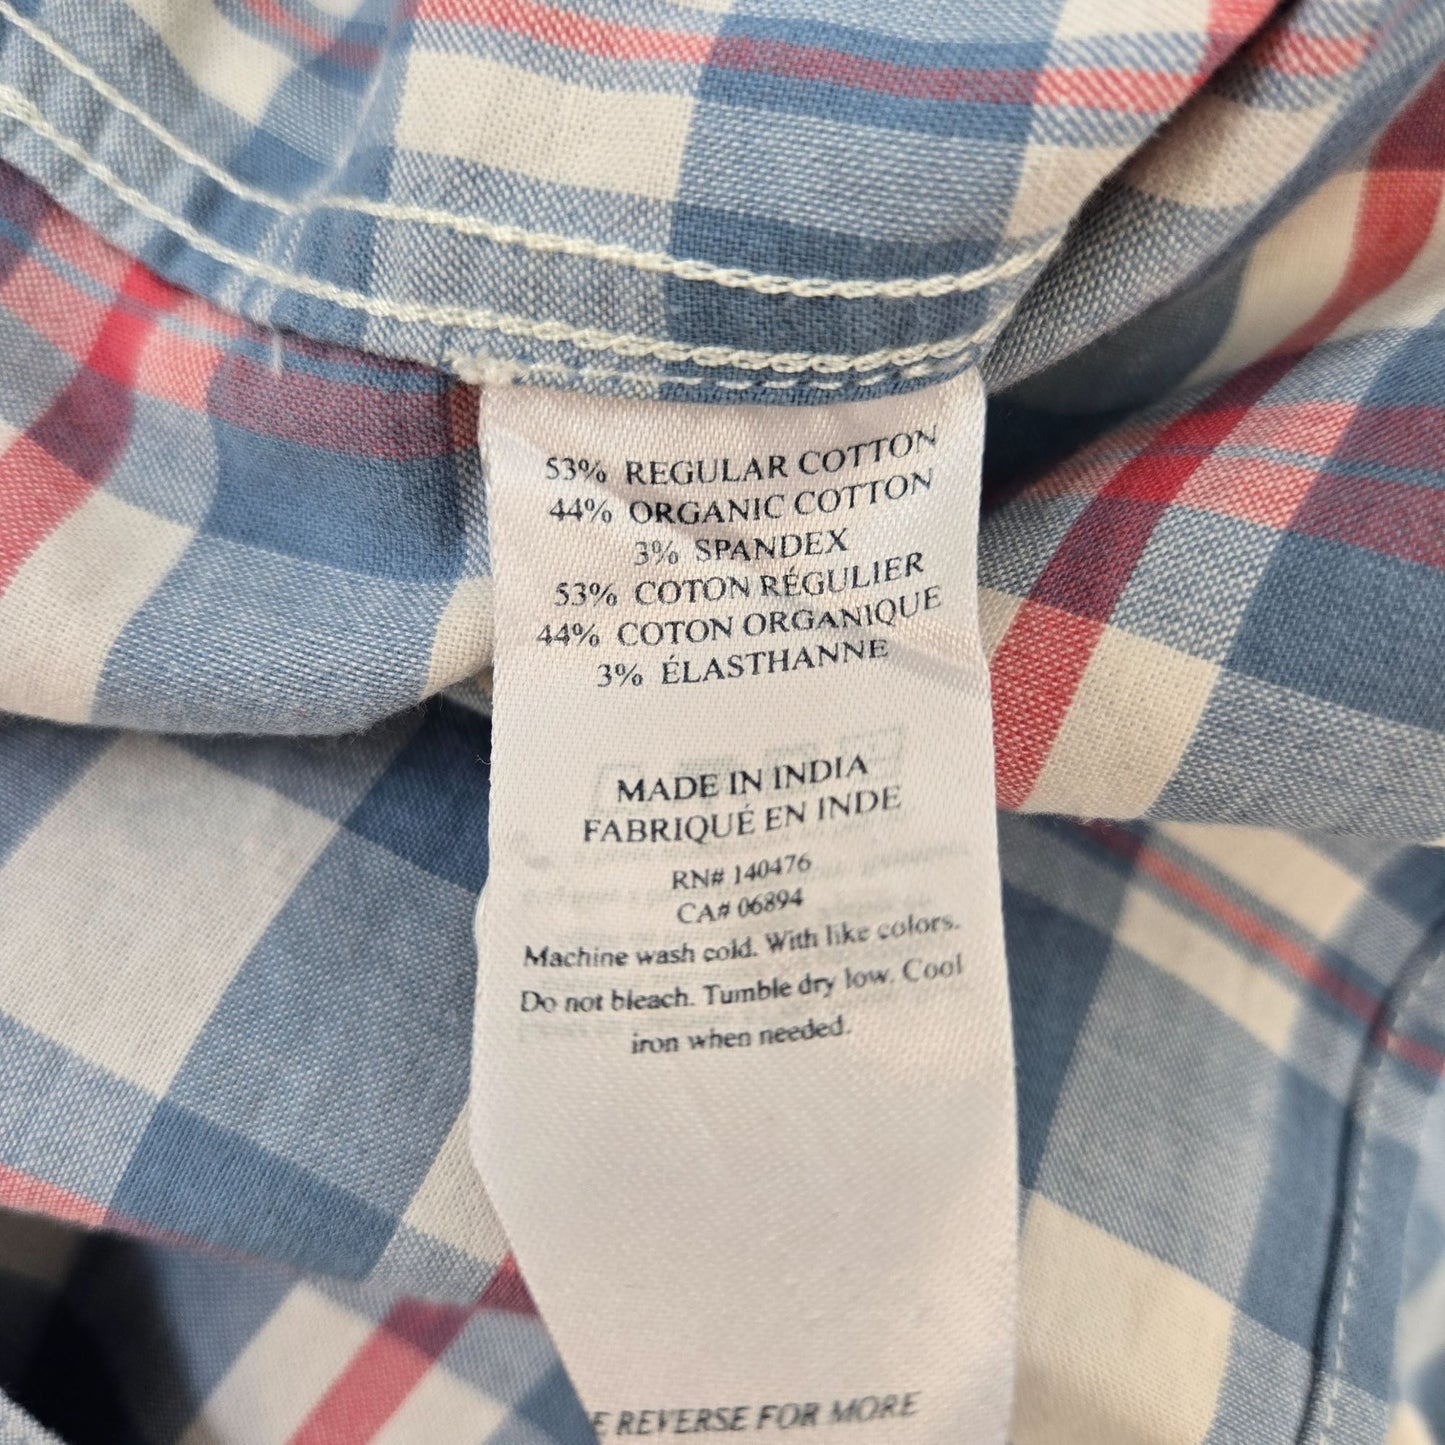 53% REGULAR COTTON
44% ORGANIC COTTON
3% SPANDEX
53% COTON RÉGULIER
44% COTON ORGANIQUE
3% ÉLASTHANNE
MADE IN INDIA
FABRIQUÉ EN INDE
RN# 140476
CA# 06894
Machine wash cold. With like colors.
Do not bleach. Tumble dry low. Cool
iron when needed.
E REVERSE FOR MORE